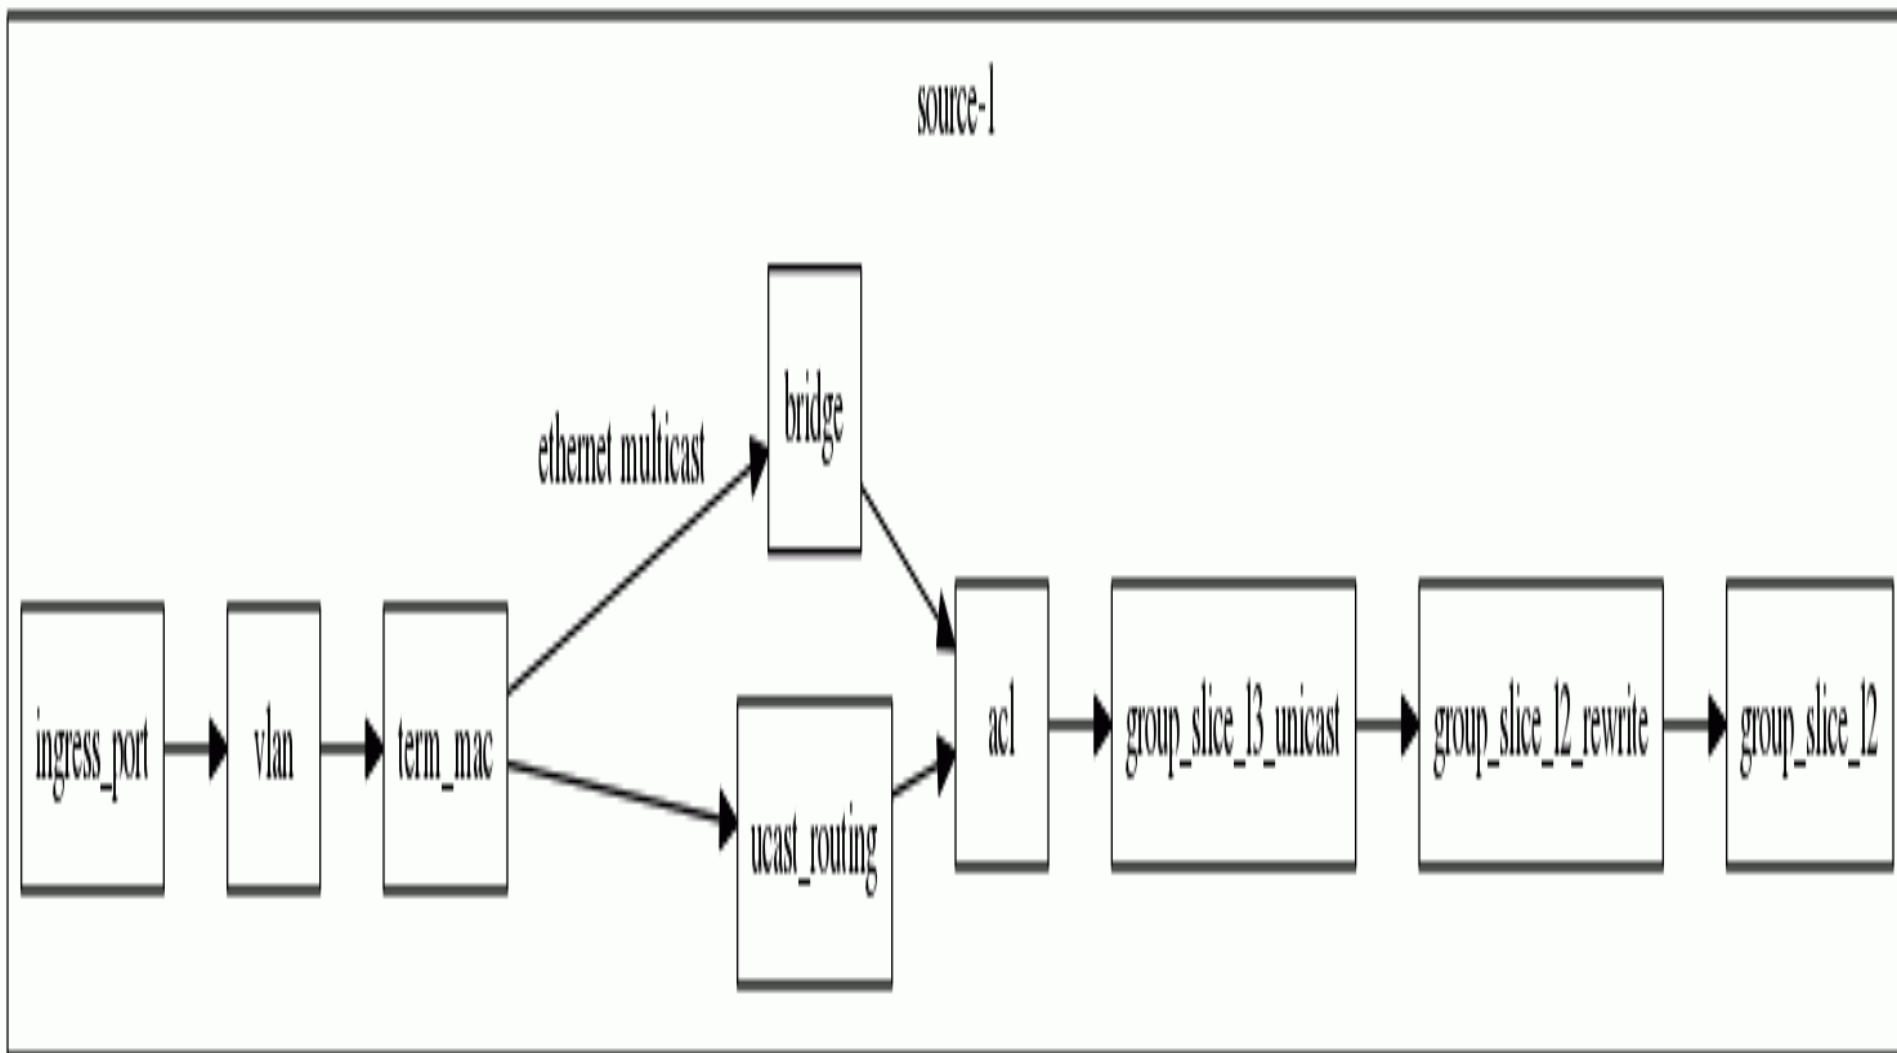 source-1
bridge
ethernet multicast
ingress_port
vlan
term_mac
ucast_routing
acl
group_slice_l3_unicast
group_slice_l2_rewrite
group_slice_l2